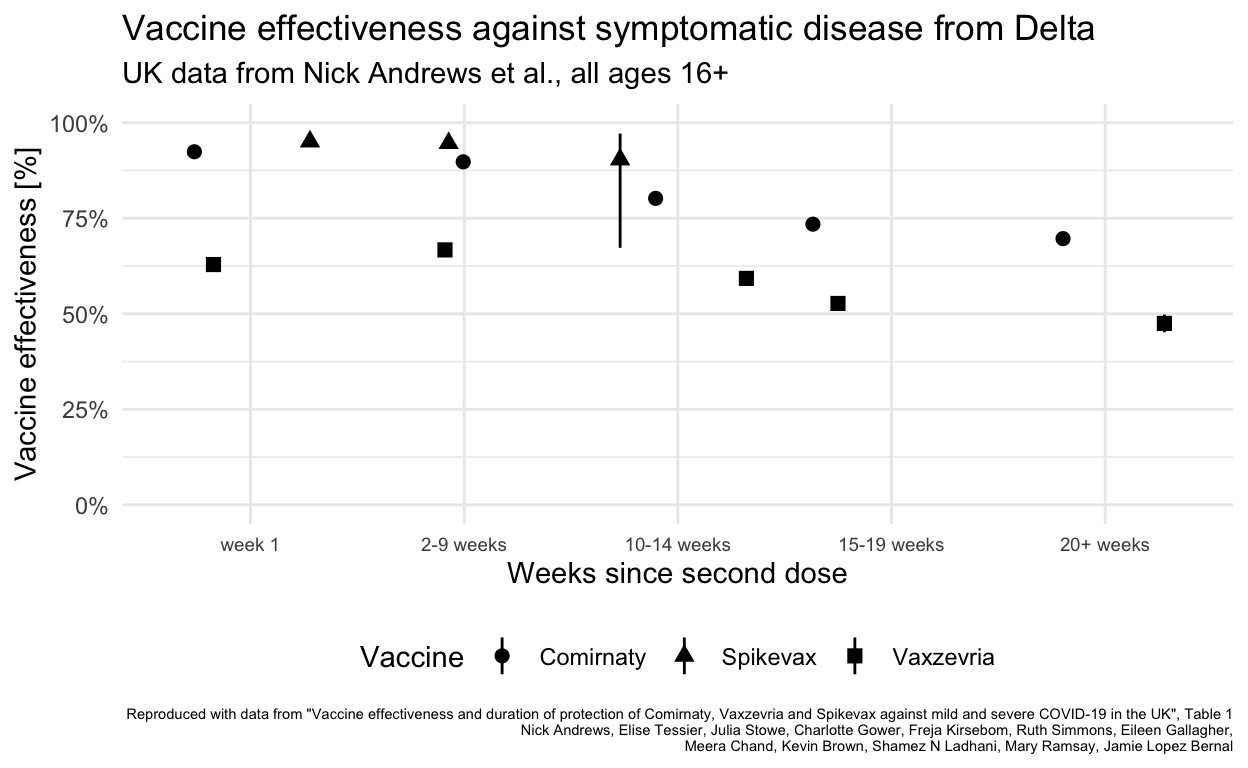 Vaccine effectiveness against symptomatic disease from Delta
UK data from Nick Andrews et al., all ages 16+
Vaccine effectiveness [%]
100%
75%
50%
25%
0%
week 1
2-9 weeks
10-14 weeks
15-19 weeks
20+ weeks
Weeks since second dose
Vaccine
Comirnaty
Spikevax
Vaxzevria
Reproduced with data from "Vaccine effectiveness and duration of protection of Comirnaty, Vaxzevria and Spikevax against mild and severe COVID-19 in the UK", Table 1
Nick Andrews, Elise Tessier, Julia Stowe, Charlotte Gower, Freja Kirsebom, Ruth Simmons, Eileen Gallagher,
Meera Chand, Kevin Brown, Shamez N Ladhani, Mary Ramsay, Jamie Lopez Bernal